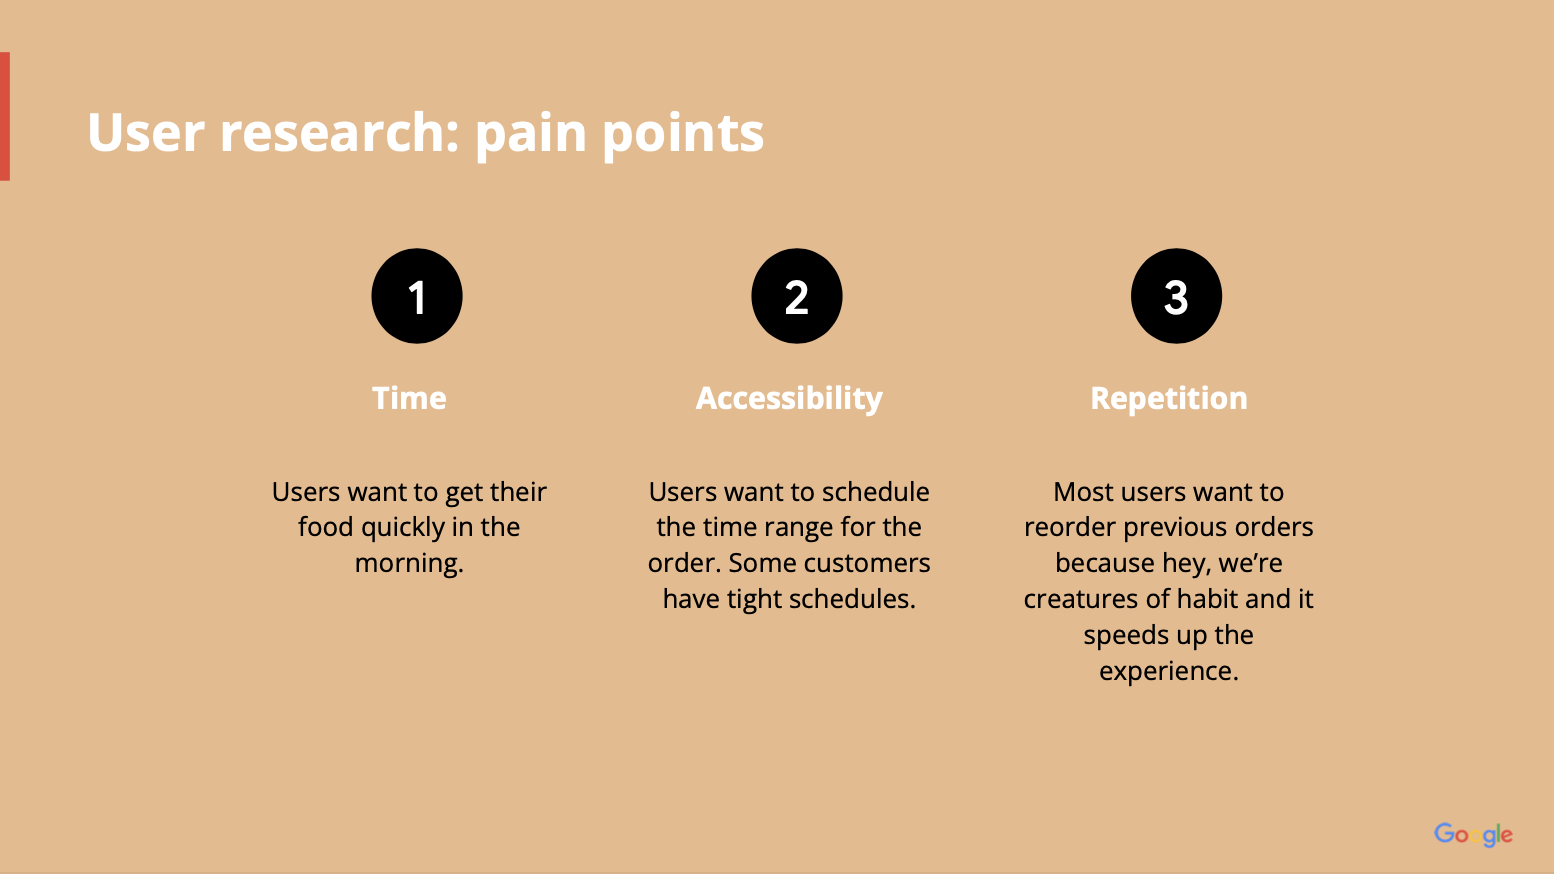 User research: pain points
1
2
3
Time
Accessibility
Repetition
Users want to get their
food quickly in the
morning.
Users want to schedule
the time range for the
order. Some customers
have tight schedules.
Most users want to
reorder previous orders
because hey, we’re
creatures of habit and it
speeds up the
experience.
Google